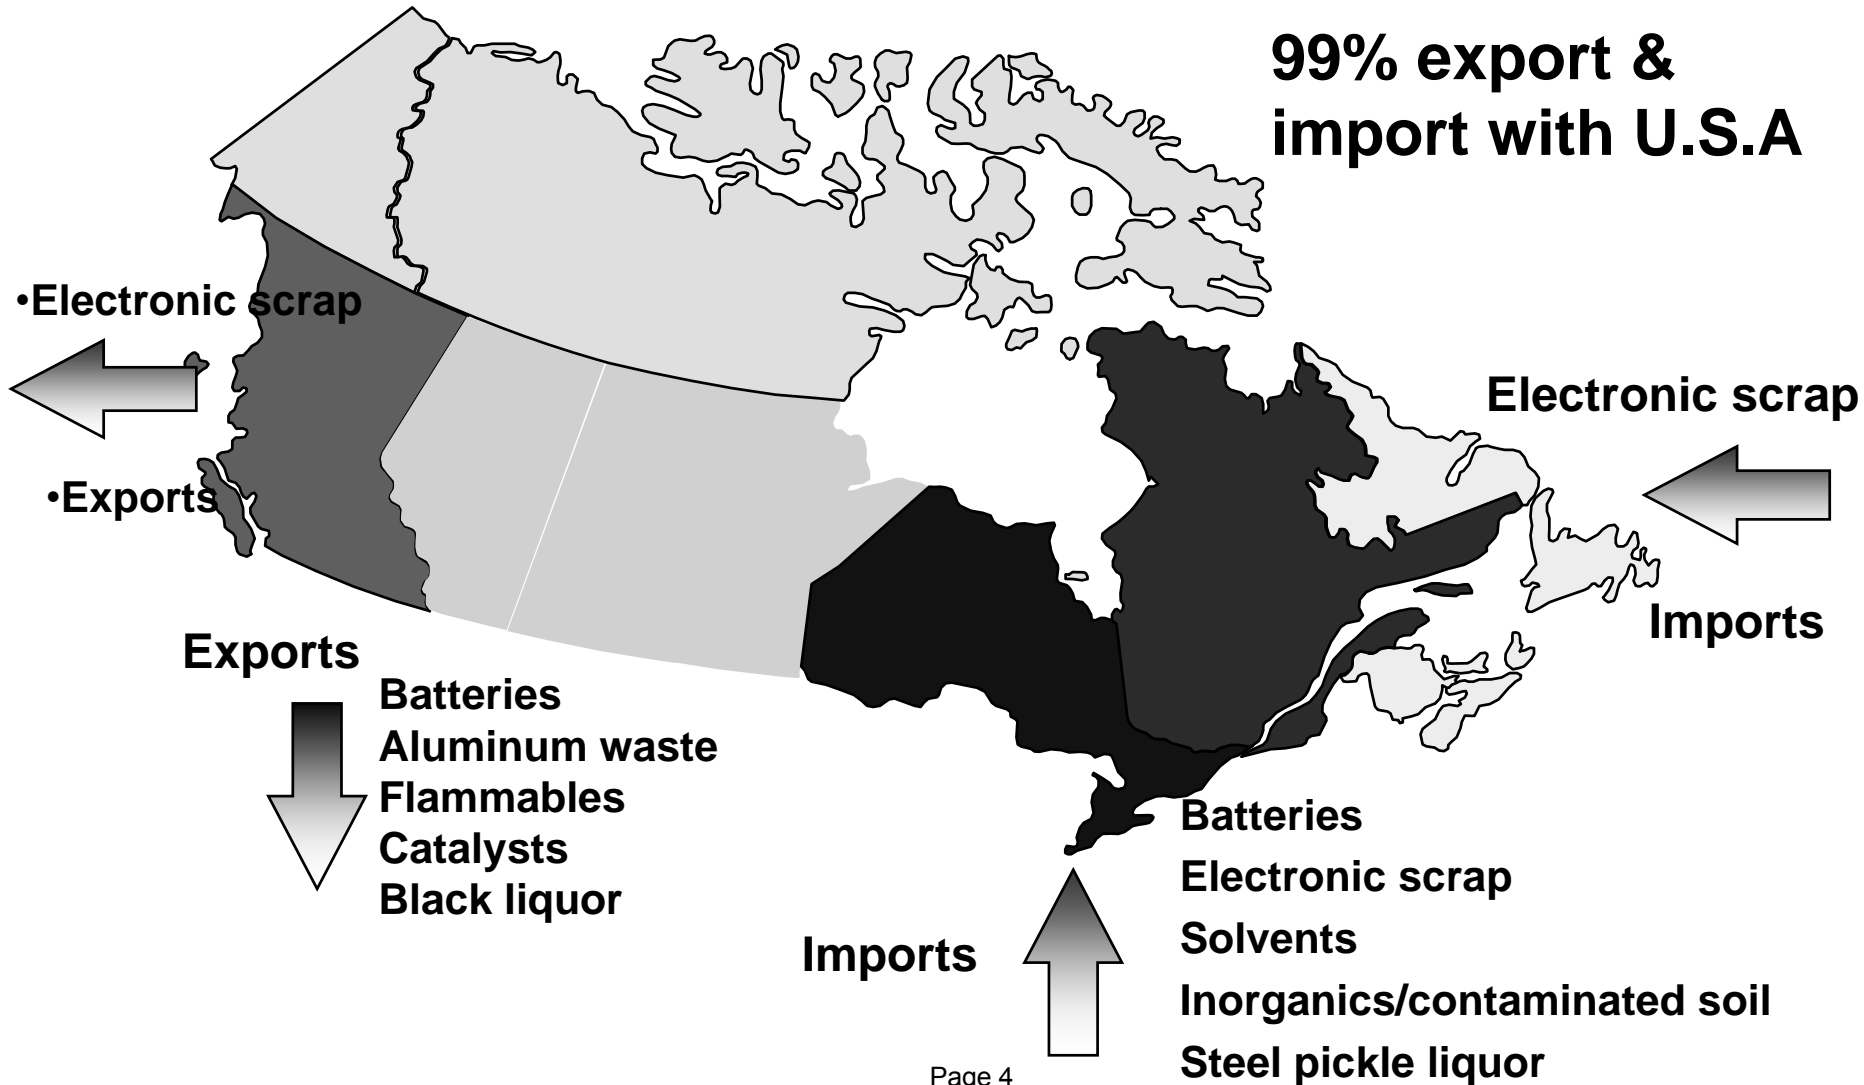 99% export &
import with U.S.A
•Electronic scrap
Electronic scrap
•Exports
Imports
Exports
Batteries
Aluminum waste
Flammables
Catalysts
Black liquor
Imports
Batteries
Electronic scrap
Solvents
Inorganics/contaminated soil
Steel pickle liquor
Page 4